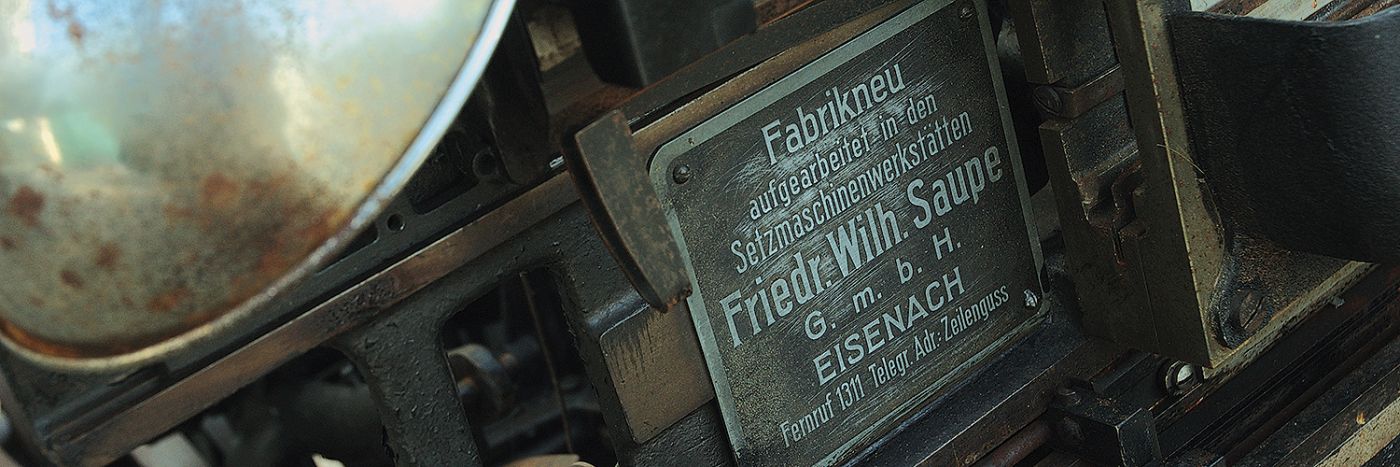 Fabrikneu
aufgearbeitet in den
Setzmaschinenwerkstätten
Friedr. Wilh. Saupe
G. m. b. H.
EISENACH
Fernruf 1311 Telegr. Adr.: Zeilenguss